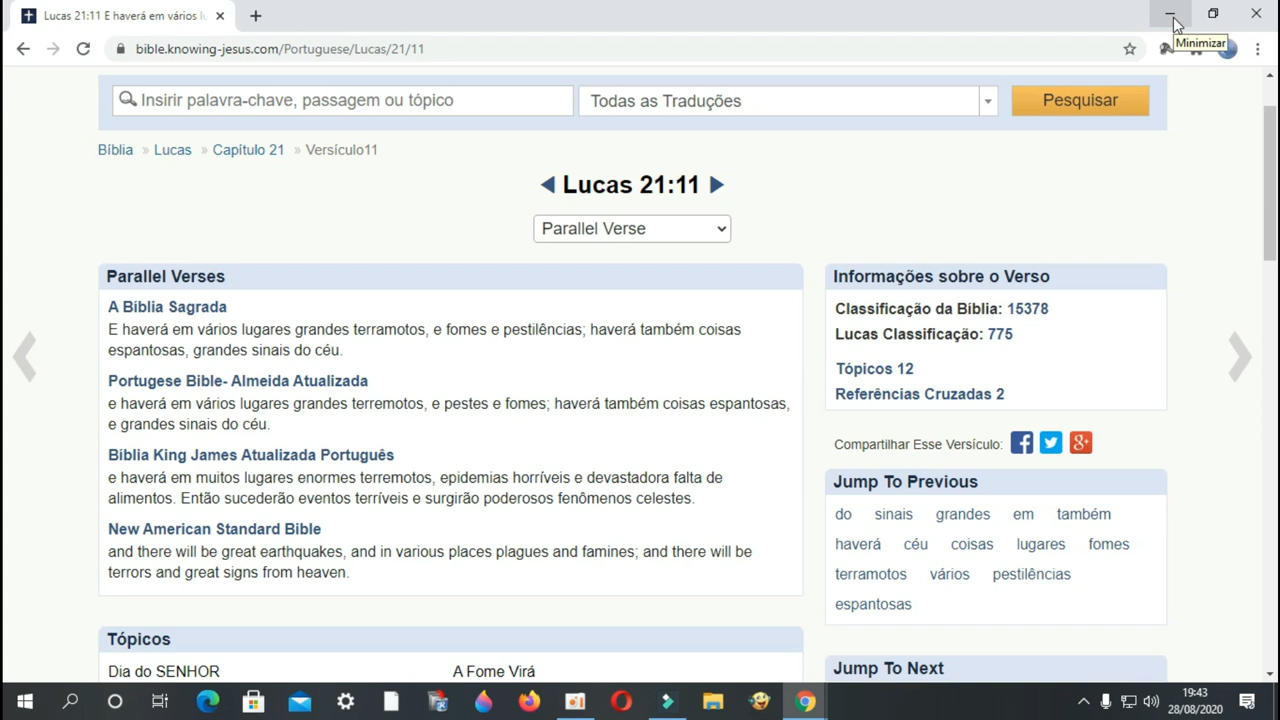 Lucas 21:11 E haverá em vários lu
Minimizar
bible.knowing-jesus.com/Portuguese/Lucas/21/11
Insirir palavra-chave, passagem ou tópico
Todas as Traduções
Pesquisar
Bíblia » Lucas » Capítulo 21 » Versículo11
Lucas 21:11
Parallel Verse
Parallel Verses
A Bíblia Sagrada
E haverá em vários lugares grandes terramotos, e fomes e pestilências; haverá também coisas
espantosas, grandes sinais do céu.
Portugese Bible- Almeida Atualizada
e haverá em vários lugares grandes terremotos, e pestes e fomes; haverá também coisas espantosas,
e grandes sinais do céu.
Bíblia King James Atualizada Português
e haverá em muitos lugares enormes terremotos, epidemias horríveis e devastadora falta de
alimentos. Então sucederão eventos terríveis e surgirão poderosos fenômenos celestes.
New American Standard Bible
and there will be great earthquakes, and in various places plagues and famines; and there will be
terrors and great signs from heaven.
Tópicos
Dia do SENHOR
A Fome Virá
Informações sobre o Verso
Classificação da Bíblia: 15378
Lucas Classificação: 775
Tópicos 12
Referências Cruzadas 2
Compartilhar Esse Versículo:
Jump To Previous
do sinais grandes em também
haverá céu coisas lugares fomes
terramotos vários pestilências
espantosas
Jump To Next
19:43
28/08/2020